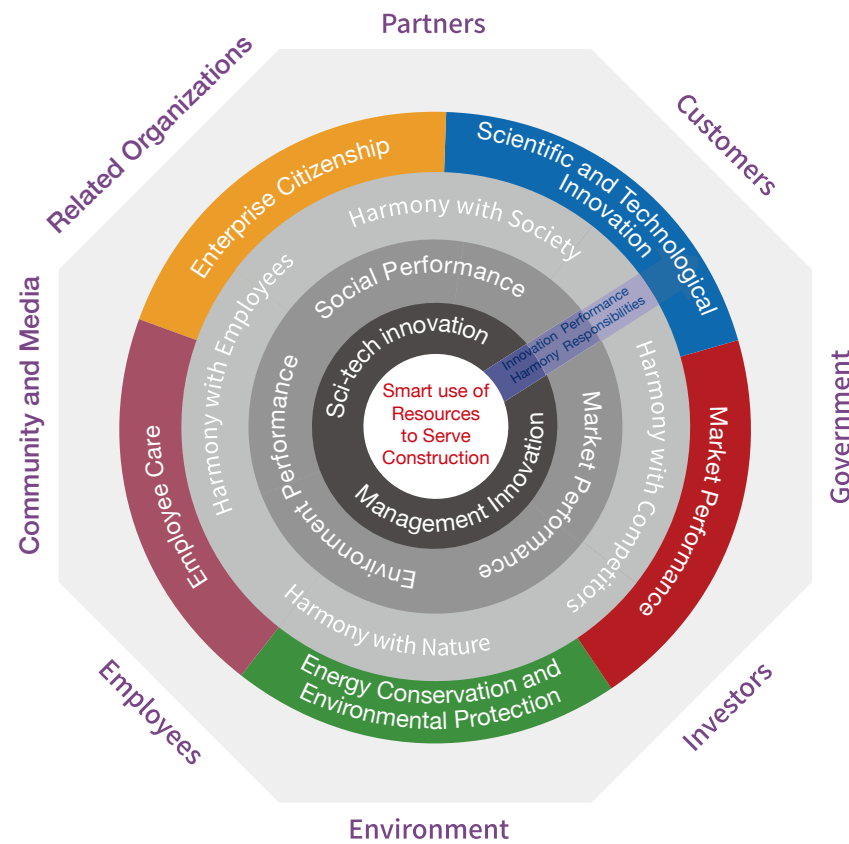 Partners
Related Organizations
Customers
Community and Media
Government
Employees
Investors
Environment
Enterprise Citizenship
Scientific and Technological
Innovation
Employee Care
Market Performance
Energy Conservation and
Environmental Protection
Harmony with Society
Harmony with Employees
Harmony with Competitors
Harmony with Nature
Social Performance
Environment Performance
Market Performance
Sci-tech innovation
Management Innovation
Innovation Performance
Harmony Responsibilities
Smart use of
Resources
to Serve
Construction